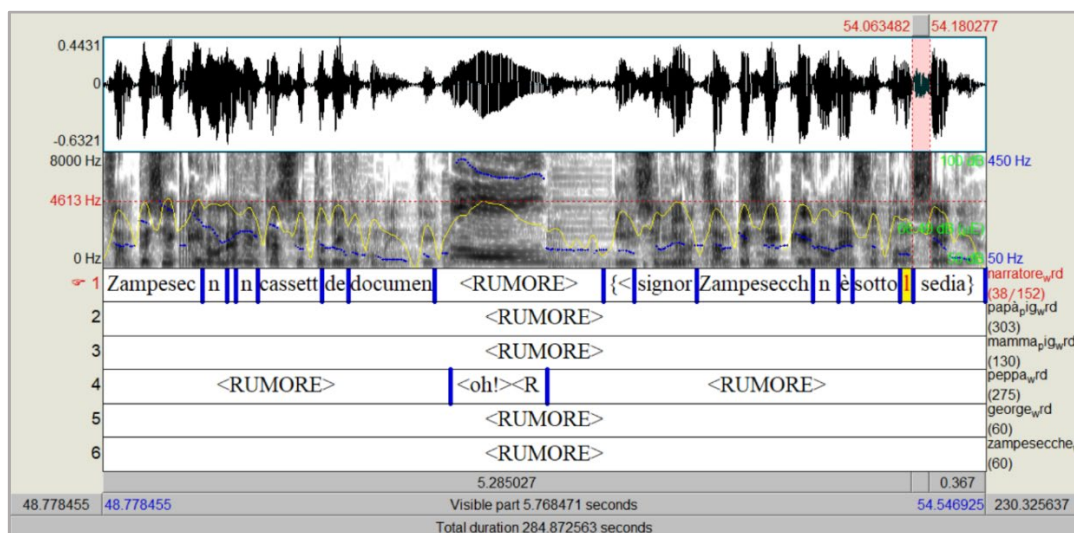 54.063482 54.180277
0.4431
0
-0.6321
8000 Hz 450 Hz
4613 Hz
0 Hz 50 Hz
☞ 1 Zampesec n n cassett de documen <RUMORE> {< signor Zampesecch n è sotto l sedia} narratore_wrd (38/152)
2 <RUMORE> papà_pig_wrd (303)
3 <RUMORE> mamma_pig_wrd (130)
4 <RUMORE> <oh!><R <RUMORE> peppa_wrd (275)
5 <RUMORE> george_wrd (60)
6 <RUMORE> zampesecche (60)
5.285027 0.367
48.778455 48.778455 Visible part 5.768471 seconds 54.546925 230.325637
Total duration 284.872563 seconds